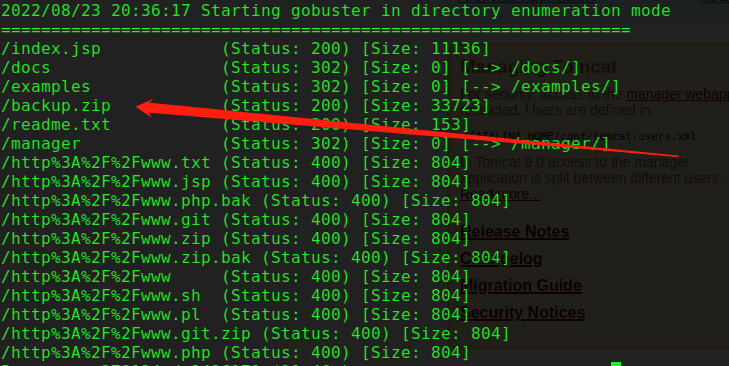 2022/08/23 20:36:17 Starting gobuster in directory enumeration mode
===============================================================
/index.jsp (Status: 200) [Size: 11136]
/docs (Status: 302) [Size: 0] [--> /docs/]
/examples (Status: 302) [Size: 0] [--> /examples/]
/backup.zip (Status: 200) [Size: 33723]
/readme.txt (Status: 200) [Size: 153]
/manager (Status: 302) [Size: 0] [--> /manager/]
/http%3A%2F%2Fwww.txt (Status: 400) [Size: 804]
/http%3A%2F%2Fwww.jsp (Status: 400) [Size: 804]
/http%3A%2F%2Fwww.php.bak (Status: 400) [Size: 804]
/http%3A%2F%2Fwww.git (Status: 400) [Size: 804]
/http%3A%2F%2Fwww.zip (Status: 400) [Size: 804]
/http%3A%2F%2Fwww.zip.bak (Status: 400) [Size: 804]
/http%3A%2F%2Fwww (Status: 400) [Size: 804]
/http%3A%2F%2Fwww.sh (Status: 400) [Size: 804]
/http%3A%2F%2Fwww.pl (Status: 400) [Size: 804]
/http%3A%2F%2Fwww.git.zip (Status: 400) [Size: 804]
/http%3A%2F%2Fwww.php (Status: 400) [Size: 804]
Managing Tomcat
For security, access to the manager webapp
restricted. Users are defined in:
CATALINA_HOME/conf/tomcat-users.xml
In Tomcat 9.0 access to the manager
application is split between different users.
Read more...
Release Notes
Changelog
Migration Guide
Security Notices